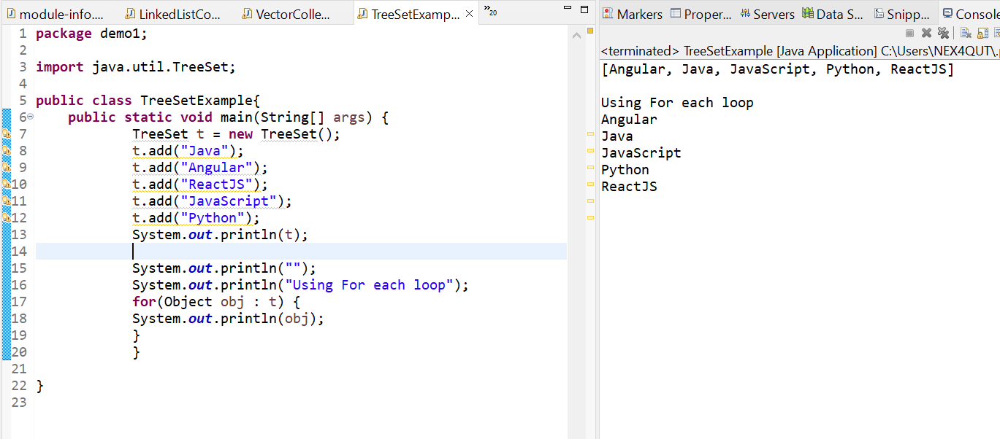 module-info.... LinkedListCo... VectorColle... TreeSetExamp... »20
1 package demo1;
2
3 import java.util.TreeSet;
4
5 public class TreeSetExample{
6 public static void main(String[] args) {
7 TreeSet t = new TreeSet();
8 t.add("Java");
9 t.add("Angular");
10 t.add("ReactJS");
11 t.add("JavaScript");
12 t.add("Python");
13 System.out.println(t);
14
15 System.out.println("");
16 System.out.println("Using For each loop");
17 for(Object obj : t) {
18 System.out.println(obj);
19 }
20 }
21
22 }
23
Markers Proper... Servers Data S... Snipp... Console
<terminated> TreeSetExample [Java Application] C:\Users\NEX4QUT\.
[Angular, Java, JavaScript, Python, ReactJS]
Using For each loop
Angular
Java
JavaScript
Python
ReactJS